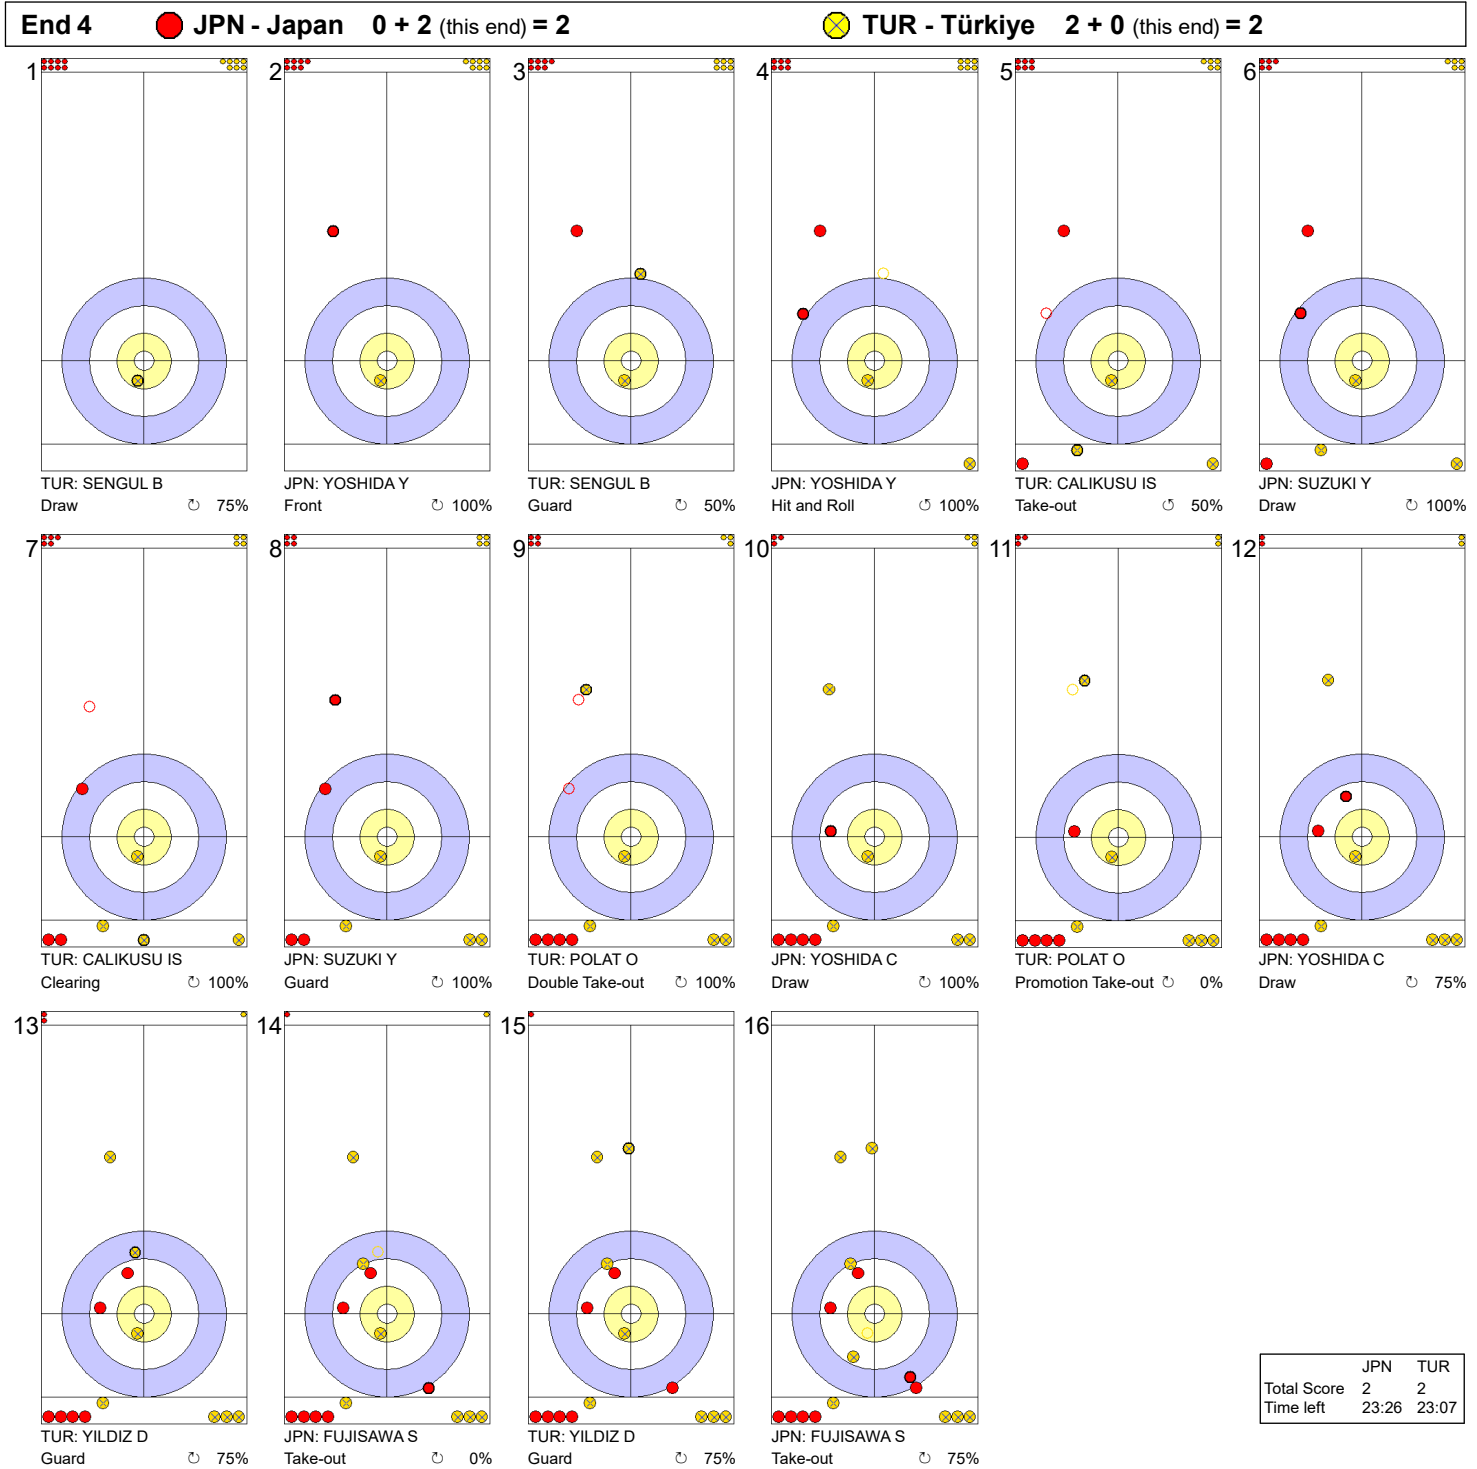 End 4 JPN - Japan 0 + 2 (this end) = 2 TUR - Türkiye 2 + 0 (this end) = 2
1 2 3 4 5 6
TUR: SENGUL B JPN: YOSHIDA Y TUR: SENGUL B JPN: YOSHIDA Y TUR: CALIKUSU IS JPN: SUZUKI Y
Draw ↻ 75% Front ↻ 100% Guard ↻ 50% Hit and Roll ↺ 100% Take-out ↺ 50% Draw ↻ 100%
7 8 9 10 11 12
TUR: CALIKUSU IS JPN: SUZUKI Y TUR: POLAT O JPN: YOSHIDA C TUR: POLAT O JPN: YOSHIDA C
Clearing ↻ 100% Guard ↻ 100% Double Take-out ↻ 100% Draw ↻ 100% Promotion Take-out ↻ 0% Draw ↻ 75%
13 14 15 16
TUR: YILDIZ D JPN: FUJISAWA S TUR: YILDIZ D JPN: FUJISAWA S
Guard ↻ 75% Take-out ↻ 0% Guard ↻ 75% Take-out ↻ 75%
JPN TUR
Total Score 2 2
Time left 23:26 23:07